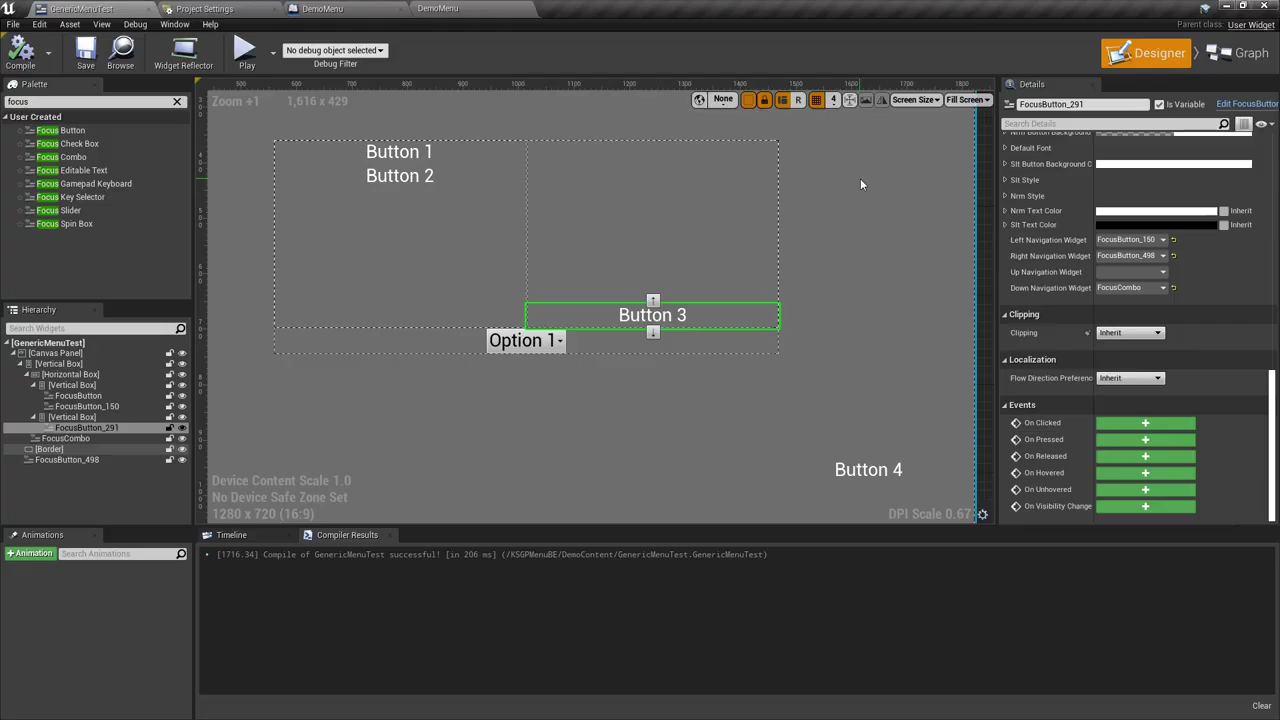 GenericMenuTest
Project Settings
DemoMenu
DemoMenu
File
Edit
Asset
View
Debug
Window
Help
Parent class: User Widget
Compile
Save
Browse
Widget Reflector
Play
No debug object selected
Debug Filter
Designer
Graph
Palette
focus
User Created
Focus Button
Focus Check Box
Focus Combo
Focus Editable Text
Focus Gamepad Keyboard
Focus Key Selector
Focus Slider
Focus Spin Box
Hierarchy
Search Widgets
[GenericMenuTest]
[Canvas Panel]
[Vertical Box]
[Horizontal Box]
[Vertical Box]
FocusButton
FocusButton_150
[Vertical Box]
FocusButton_291
FocusCombo
[Border]
FocusButton_498
Animations
+Animation
Search Animations
Zoom +1
1,616 x 429
None
R
4
Screen Size
Fill Screen
Button 1
Button 2
Button 3
Option 1
Button 4
Device Content Scale 1.0
No Device Safe Zone Set
1280 x 720 (16:9)
DPI Scale 0.67
Timeline
Compiler Results
[1716.34] Compile of GenericMenuTest successful! [in 206 ms] (/KSGPMenuBE/DemoContent/GenericMenuTest.GenericMenuTest)
Clear
Details
FocusButton_291
Is Variable
Edit FocusButto
Search Details
Nrm Button Background
Default Font
Slt Button Background C
Slt Style
Nrm Style
Nrm Text Color
Inherit
Slt Text Color
Inherit
Left Navigation Widget
FocusButton_150
Right Navigation Widget
FocusButton_498
Up Navigation Widget
Down Navigation Widget
FocusCombo
Clipping
Clipping
Inherit
Localization
Flow Direction Preferenc
Inherit
Events
On Clicked
On Pressed
On Released
On Hovered
On Unhovered
On Visibility Change